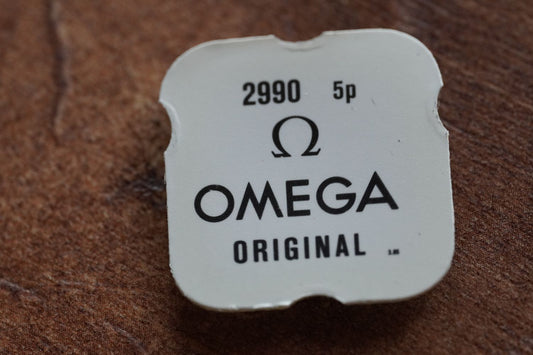 2990 5p
Ω
OMEGA
ORIGINAL